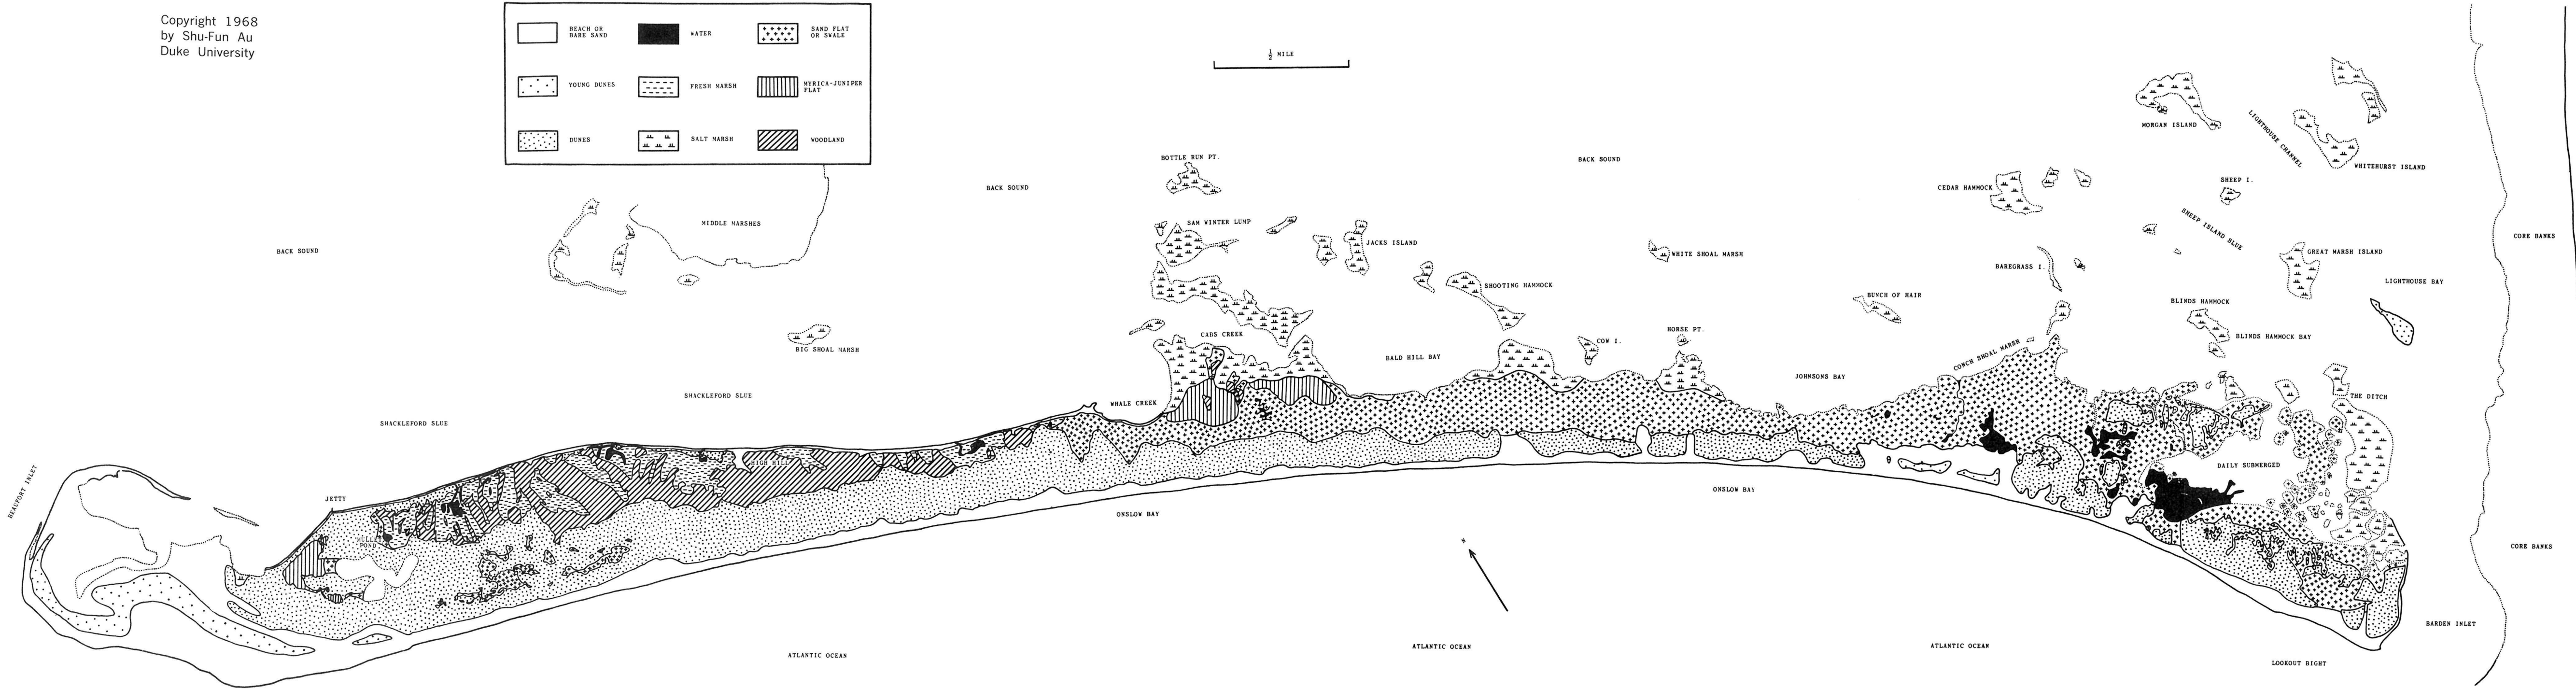 Copyright 1968
by Shu-Fun Au
Duke University
BEACH OR
BARE SAND
WATER
SAND FLAT
OR SWALE
YOUNG DUNES
FRESH MARSH
MYRICA-JUNIPER
FLAT
DUNES
SALT MARSH
WOODLAND
½ MILE
MORGAN ISLAND
LIGHTHOUSE CHANNEL
WHITEHURST ISLAND
BOTTLE RUN PT.
BACK SOUND
BACK SOUND
CEDAR HAMMOCK
SHEEP I.
SHEEP ISLAND SLUE
MIDDLE MARSHES
SAM WINTER LUMP
JACKS ISLAND
CORE BANKS
BACK SOUND
WHITE SHOAL MARSH
GREAT MARSH ISLAND
BAREGRASS I.
LIGHTHOUSE BAY
SHOOTING HAMMOCK
BUNCH OF HAIR
BLINDS HAMMOCK
BIG SHOAL MARSH
CABS CREEK
HORSE PT.
COW I.
BLINDS HAMMOCK BAY
BALD HILL BAY
CONCH SHOAL MARSH
JOHNSONS BAY
SHACKLEFORD SLUE
WHALE CREEK
THE DITCH
SHACKLEFORD SLUE
BEAUFORT INLET
JETTY
DAILY SUBMERGED
ONSLOW BAY
ONSLOW BAY
N
CORE BANKS
BARDEN INLET
ATLANTIC OCEAN
ATLANTIC OCEAN
ATLANTIC OCEAN
LOOKOUT BIGHT